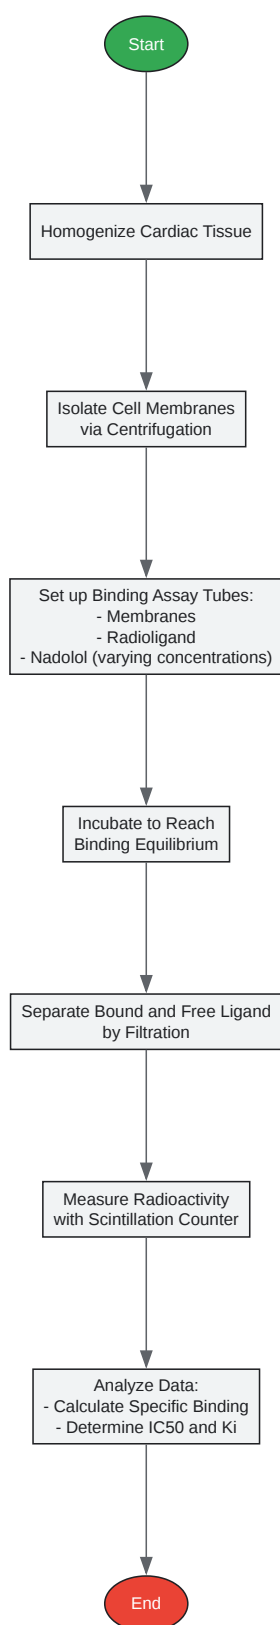 Start
Homogenize Cardiac Tissue
Isolate Cell Membranes
via Centrifugation
Set up Binding Assay Tubes:
- Membranes
- Radioligand
- Nadolol (varying concentrations)
Incubate to Reach
Binding Equilibrium
Separate Bound and Free Ligand
by Filtration
Measure Radioactivity
with Scintillation Counter
Analyze Data:
- Calculate Specific Binding
- Determine IC50 and Ki
End